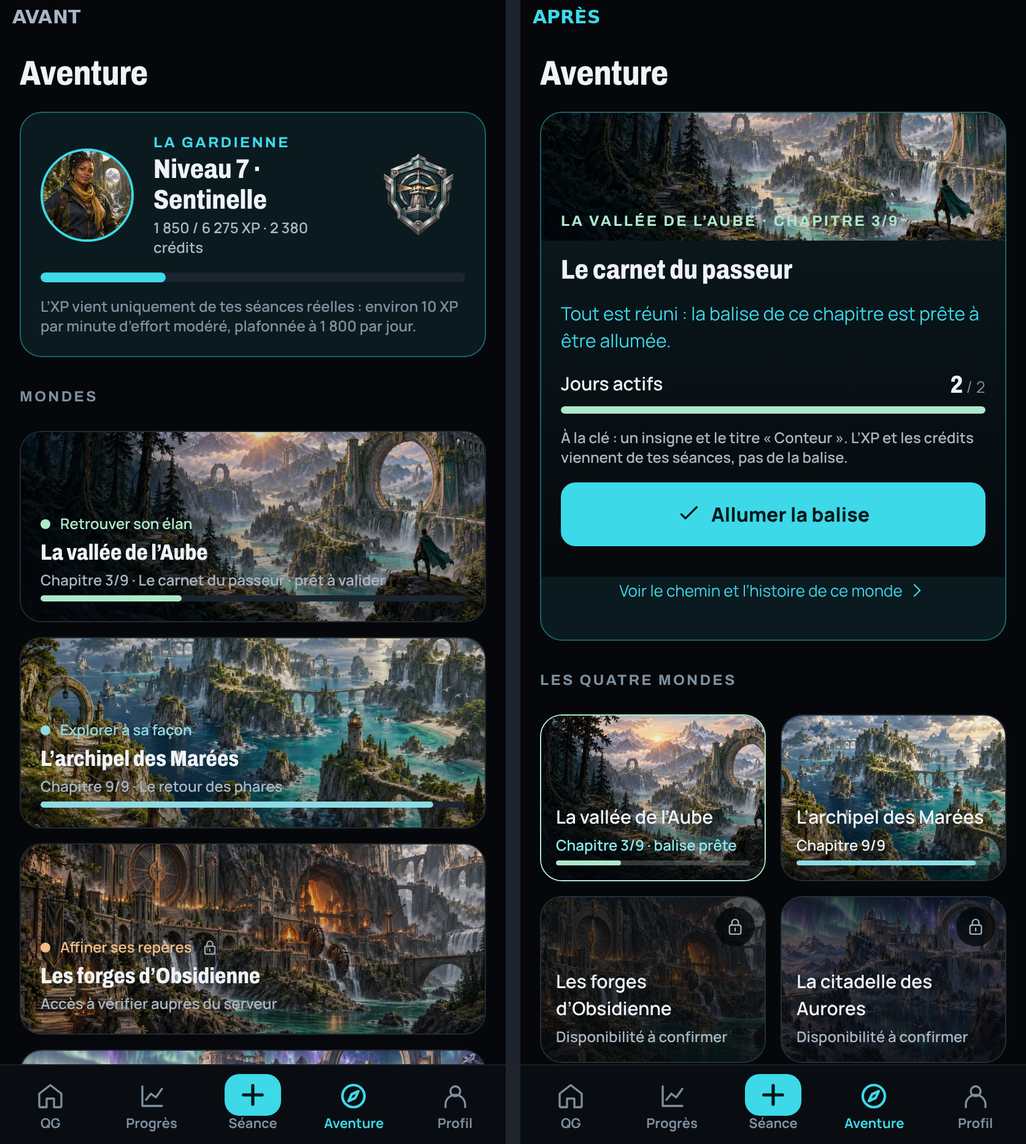 AVANT
Aventure
LA GARDIENNE
Niveau 7 ·
Sentinelle
1 850 / 6 275 XP · 2 380
crédits
L’XP vient uniquement de tes séances réelles : environ 10 XP
par minute d’effort modéré, plafonnée à 1 800 par jour.
MONDES
Retrouver son élan
La vallée de l’Aube
Chapitre 3/9 · Le carnet du passeur · prêt à valider
Explorer à sa façon
L’archipel des Marées
Chapitre 9/9 · Le retour des phares
Affiner ses repères
Les forges d’Obsidienne
Accès à vérifier auprès du serveur
QG
Progrès
Séance
Aventure
Profil
APRÈS
Aventure
LA VALLÉE DE L’AUBE · CHAPITRE 3/9
Le carnet du passeur
Tout est réuni : la balise de ce chapitre est prête à
être allumée.
Jours actifs 2 / 2
À la clé : un insigne et le titre « Conteur ». L’XP et les crédits
viennent de tes séances, pas de la balise.
Allumer la balise
Voir le chemin et l’histoire de ce monde
LES QUATRE MONDES
La vallée de l’Aube
Chapitre 3/9 · balise prête
L’archipel des Marées
Chapitre 9/9
Les forges
d’Obsidienne
Disponibilité à confirmer
La citadelle des
Aurores
Disponibilité à confirmer
QG
Progrès
Séance
Aventure
Profil